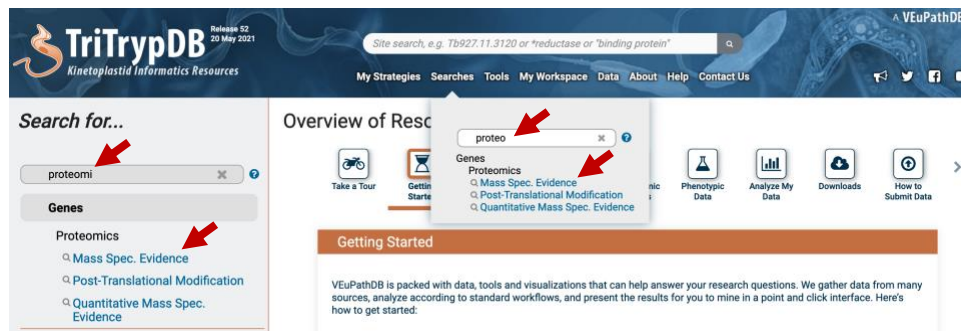 TriTrypDB
Release 52
20 May 2021
Kinetoplastid Informatics Resources
A VEuPathDB
Site search, e.g. Tb927.11.3120 or *reductase or "binding protein"
My Strategies Searches Tools My Workspace Data About Help Contact Us
Search for...
proteomi
Genes
Proteomics
Mass Spec. Evidence
Post-Translational Modification
Quantitative Mass Spec.
Evidence
Overview of Reso
proteo
Genes
Proteomics
Mass Spec. Evidence
Post-Translational Modification
Quantitative Mass Spec. Evidence
Take a Tour
Getting
Starte
Phenotypic
Data
Analyze My
Data
Downloads
How to
Submit Data
Getting Started
VEuPathDB is packed with data, tools and visualizations that can help answer your research questions. We gather data from many
sources, analyze according to standard workflows, and present the results for you to mine in a point and click interface. Here's
how to get started: